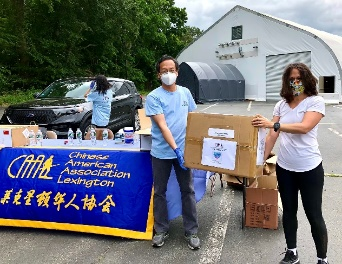 CAAL Chinese
American
Association
Lexington
莱克星顿华人协会